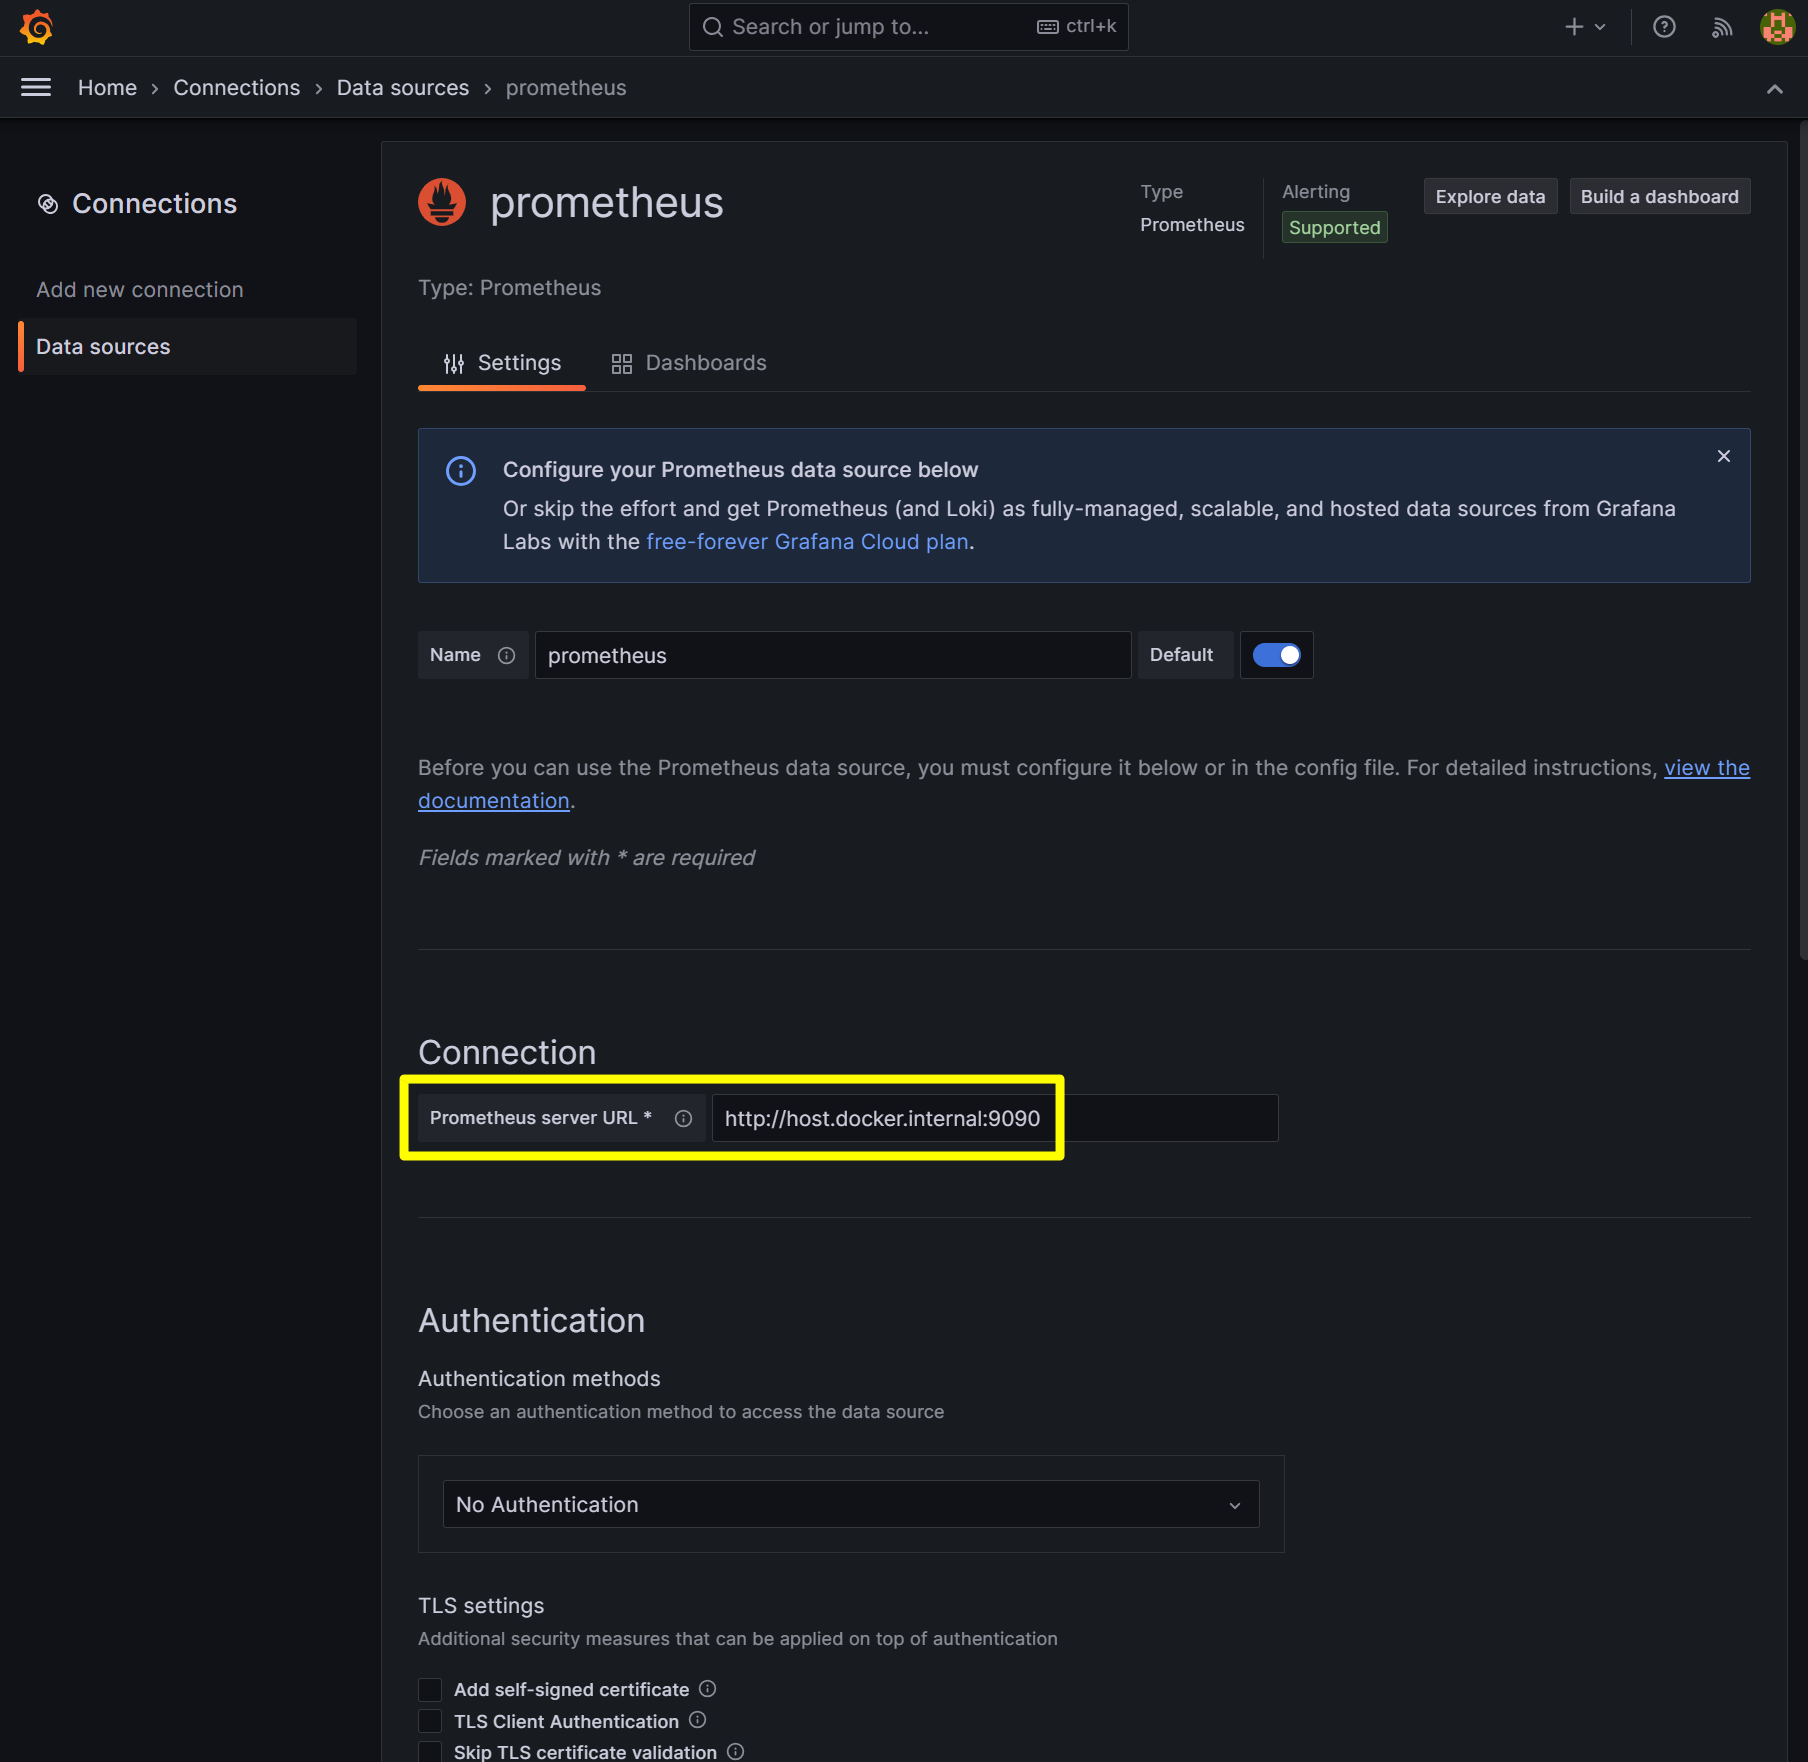 Search or jump to...
ctrl+k
Home › Connections › Data sources › prometheus
Connections
Add new connection
Data sources
prometheus
Type
Prometheus
Alerting
Supported
Explore data
Build a dashboard
Type: Prometheus
Settings
Dashboards
Configure your Prometheus data source below
Or skip the effort and get Prometheus (and Loki) as fully-managed, scalable, and hosted data sources from Grafana
Labs with the free-forever Grafana Cloud plan.
Name
prometheus
Default
Before you can use the Prometheus data source, you must configure it below or in the config file. For detailed instructions, view the
documentation.
Fields marked with * are required
Connection
Prometheus server URL *
http://host.docker.internal:9090
Authentication
Authentication methods
Choose an authentication method to access the data source
No Authentication
TLS settings
Additional security measures that can be applied on top of authentication
Add self-signed certificate
TLS Client Authentication
Skip TLS certificate validation